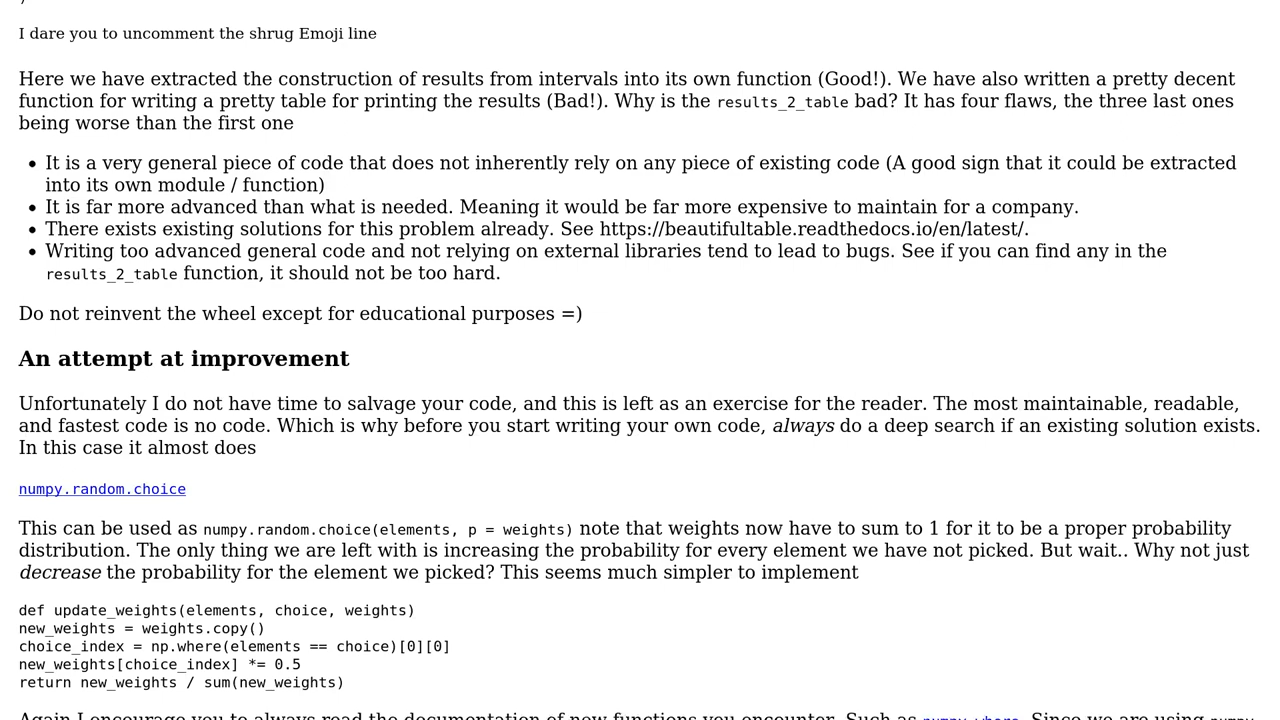 I dare you to uncomment the shrug Emoji line
Here we have extracted the construction of results from intervals into its own function (Good!). We have also written a pretty decent
function for writing a pretty table for printing the results (Bad!). Why is the results_2_table bad? It has four flaws, the three last ones
being worse than the first one
• It is a very general piece of code that does not inherently rely on any piece of existing code (A good sign that it could be extracted
into its own module / function)
• It is far more advanced than what is needed. Meaning it would be far more expensive to maintain for a company.
• There exists existing solutions for this problem already. See https://beautifultable.readthedocs.io/en/latest/.
• Writing too advanced general code and not relying on external libraries tend to lead to bugs. See if you can find any in the
results_2_table function, it should not be too hard.
Do not reinvent the wheel except for educational purposes =)
An attempt at improvement
Unfortunately I do not have time to salvage your code, and this is left as an exercise for the reader. The most maintainable, readable,
and fastest code is no code. Which is why before you start writing your own code, always do a deep search if an existing solution exists.
In this case it almost does
numpy.random.choice
This can be used as numpy.random.choice(elements, p = weights) note that weights now have to sum to 1 for it to be a proper probability
distribution. The only thing we are left with is increasing the probability for every element we have not picked. But wait.. Why not just
decrease the probability for the element we picked? This seems much simpler to implement
def update_weights(elements, choice, weights)
new_weights = weights.copy()
choice_index = np.where(elements == choice)[0][0]
new_weights[choice_index] *= 0.5
return new_weights / sum(new_weights)
Again I encourage you to always read the documentation of new functions you encounter. Such as numpy.where. Since we are using numpy